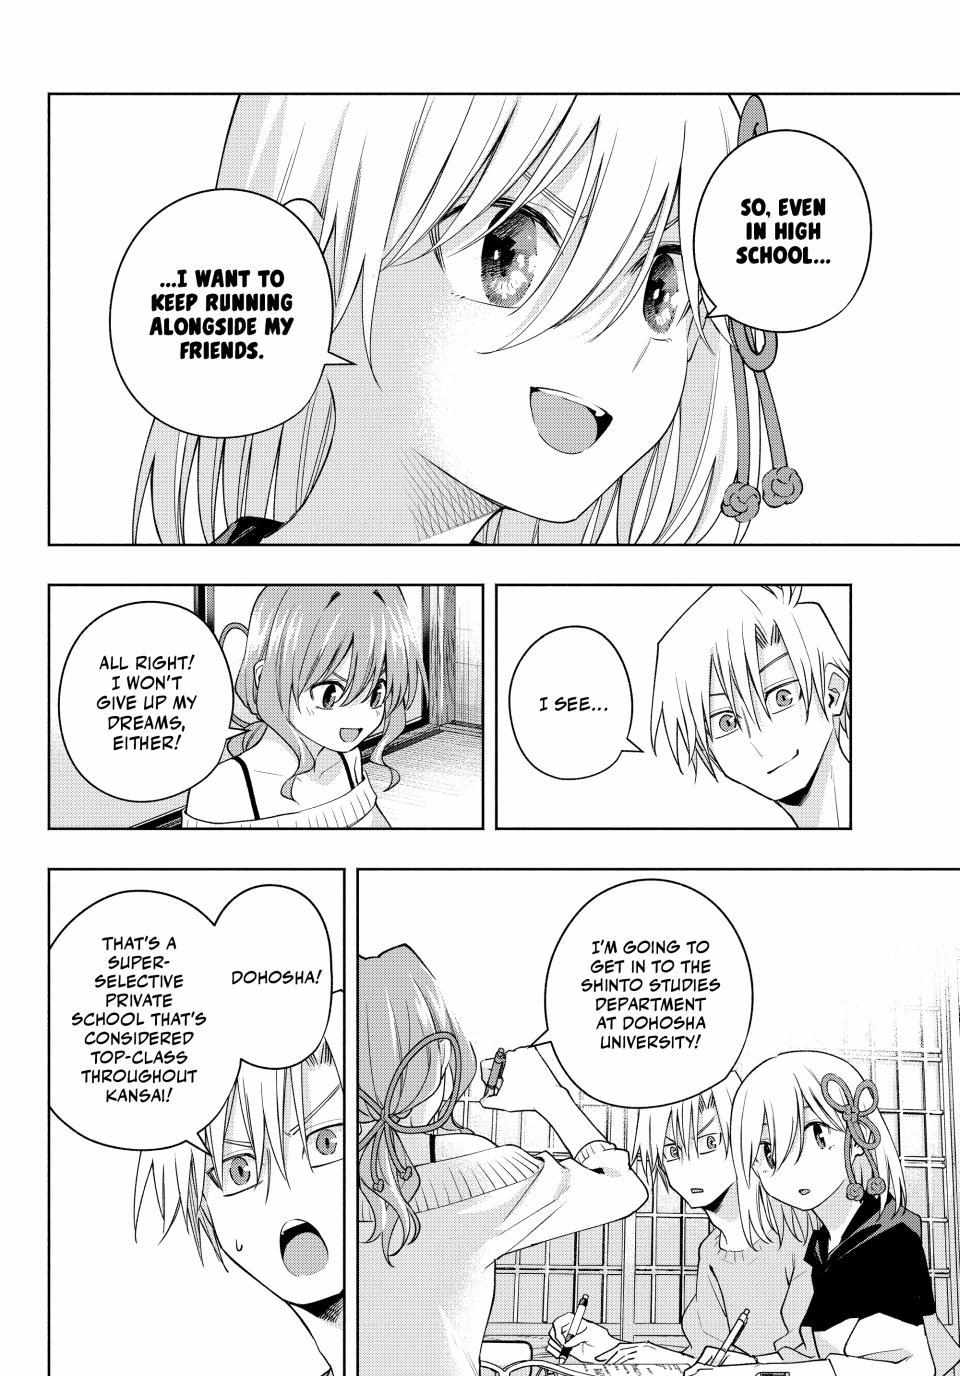 SO, EVEN
IN HIGH
SCHOOL...
...I WANT TO
KEEP RUNNING
ALONGSIDE MY
FRIENDS.
I SEE...
ALL RIGHT!
I WON'T
GIVE UP MY
DREAMS,
EITHER!
I'M GOING TO
GET IN TO THE
SHINTO STUDIES
DEPARTMENT
AT DOHOSHA
UNIVERSITY!
DOHOSHA!
THAT'S A
SUPER-
SELECTIVE
PRIVATE
SCHOOL THAT'S
CONSIDERED
TOP-CLASS
THROUGHOUT
KANSAI!